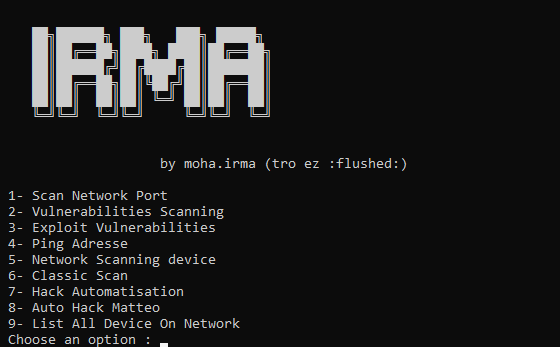 IRMA
by moha.irma (tro ez :flushed:)
1- Scan Network Port
2- Vulnerabilities Scanning
3- Exploit Vulnerabilities
4- Ping Adresse
5- Network Scanning device
6- Classic Scan
7- Hack Automatisation
8- Auto Hack Matteo
9- List All Device On Network
Choose an option :